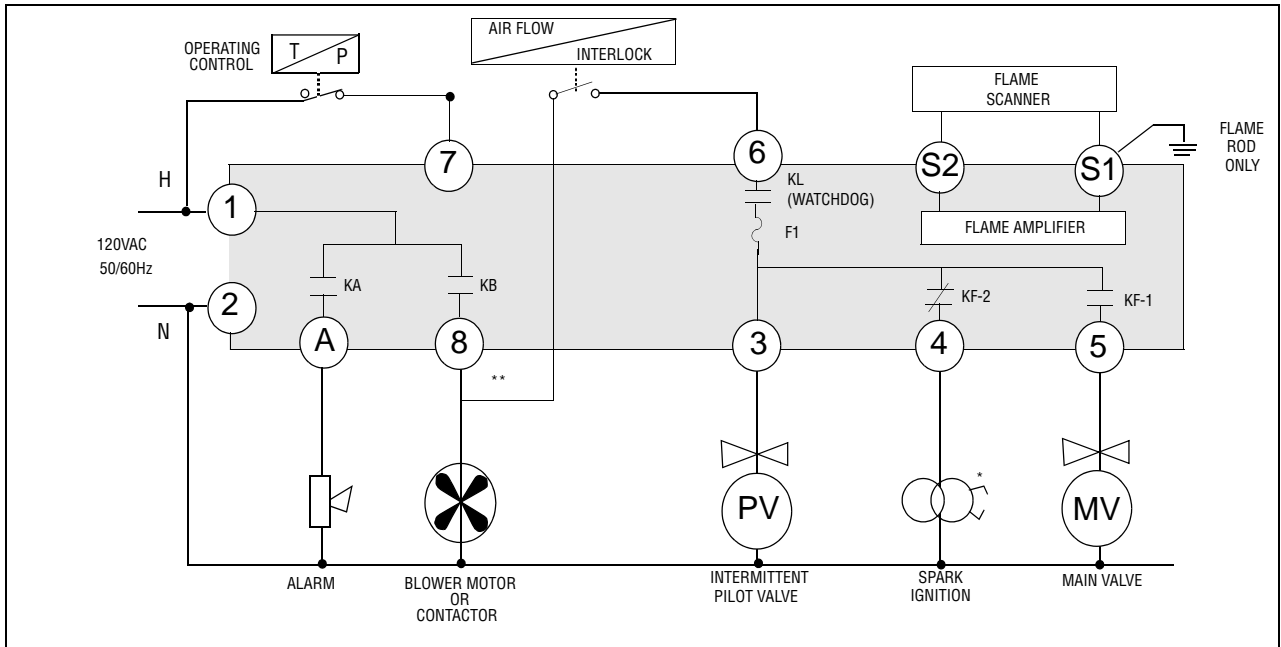 AIR FLOW
INTERLOCK
OPERATING
CONTROL
T
P
FLAME
SCANNER
FLAME
ROD
ONLY
7
6
S2
S1
H
1
KL
(WATCHDOG)
F1
FLAME AMPLIFIER
120VAC
50/60Hz
KA
KB
KF-2
KF-1
2
N
A
8
3
4
5
**
*
PV
MV
ALARM
BLOWER MOTOR
OR
CONTACTOR
INTERMITTENT
PILOT VALVE
SPARK
IGNITION
MAIN VALVE